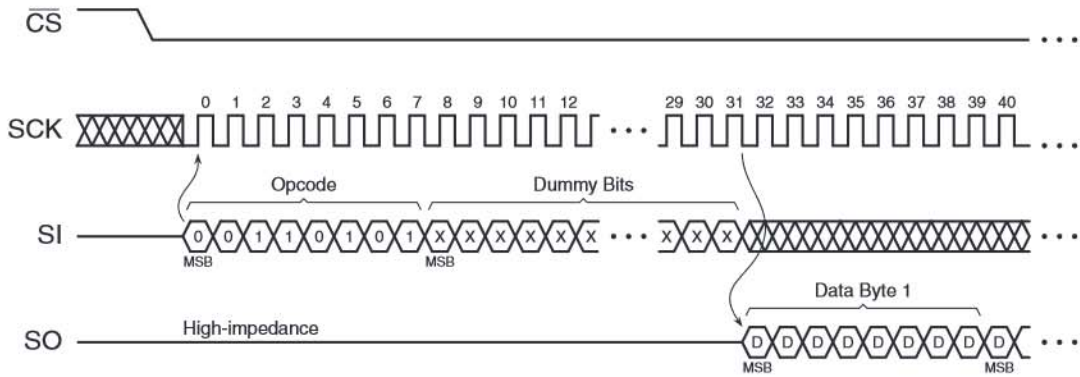 CS
0 1 2 3 4 5 6 7 8 9 10 11 12 29 30 31 32 33 34 35 36 37 38 39 40
SCK • • • • • •
Opcode Dummy Bits
SI 0 0 1 1 0 1 0 1 X X X X X X • • • X X X • • •
MSB MSB
Data Byte 1
High-impedance
SO D D D D D D D D D • • •
MSB MSB